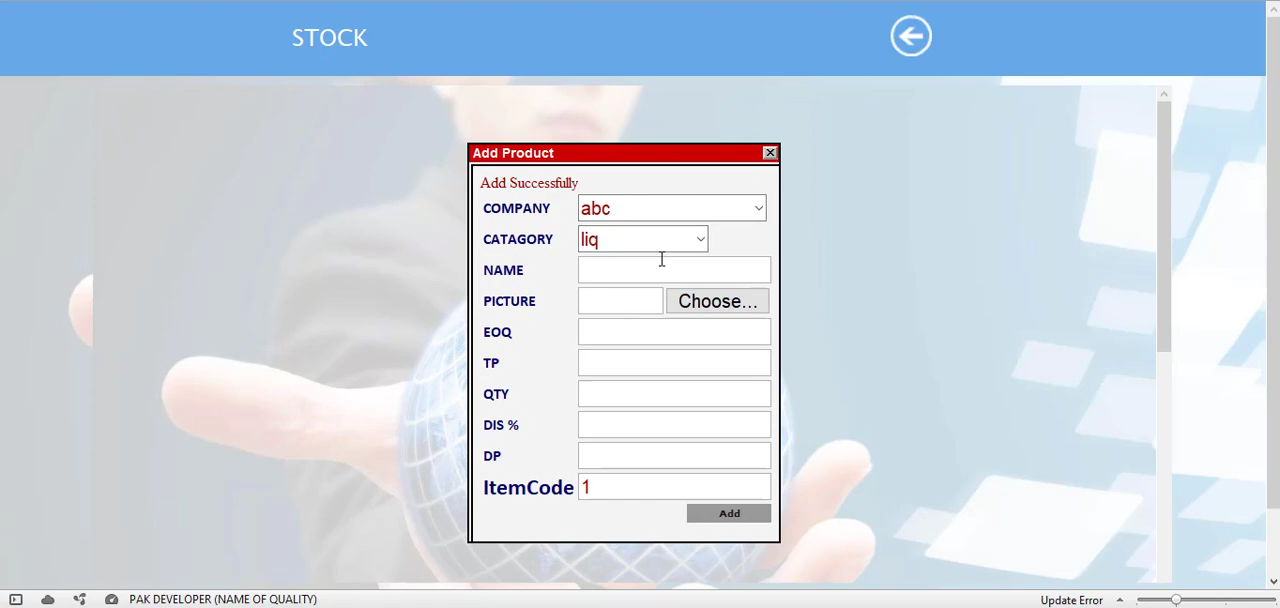 STOCK
Add Product
Add Successfully
COMPANY abc
CATAGORY liq
NAME
PICTURE Choose...
EOQ
TP
QTY
DIS %
DP
ItemCode 1
Add
PAK DEVELOPER (NAME OF QUALITY) Update Error